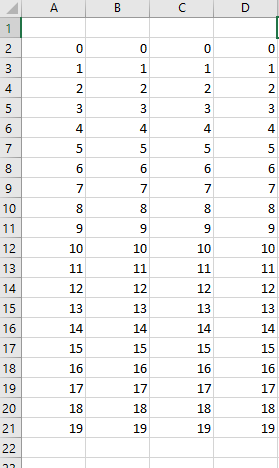 A B C D
1
2 0 0 0 0
3 1 1 1 1
4 2 2 2 2
5 3 3 3 3
6 4 4 4 4
7 5 5 5 5
8 6 6 6 6
9 7 7 7 7
10 8 8 8 8
11 9 9 9 9
12 10 10 10 10
13 11 11 11 11
14 12 12 12 12
15 13 13 13 13
16 14 14 14 14
17 15 15 15 15
18 16 16 16 16
19 17 17 17 17
20 18 18 18 18
21 19 19 19 19
22